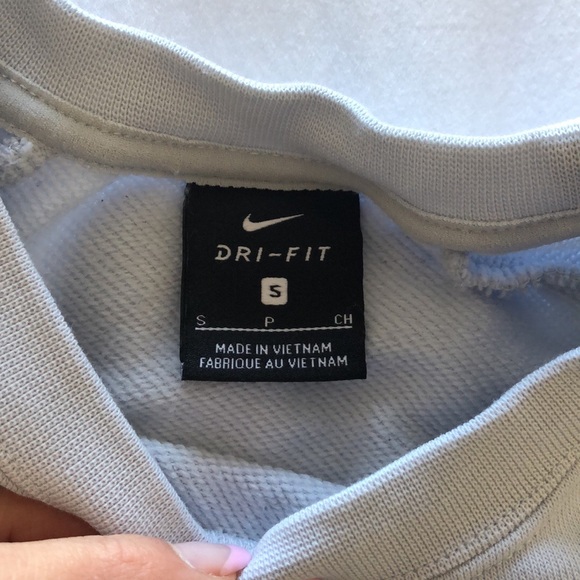 DRI-FIT
S
S P CH
MADE IN VIETNAM
FABRIQUE AU VIETNAM